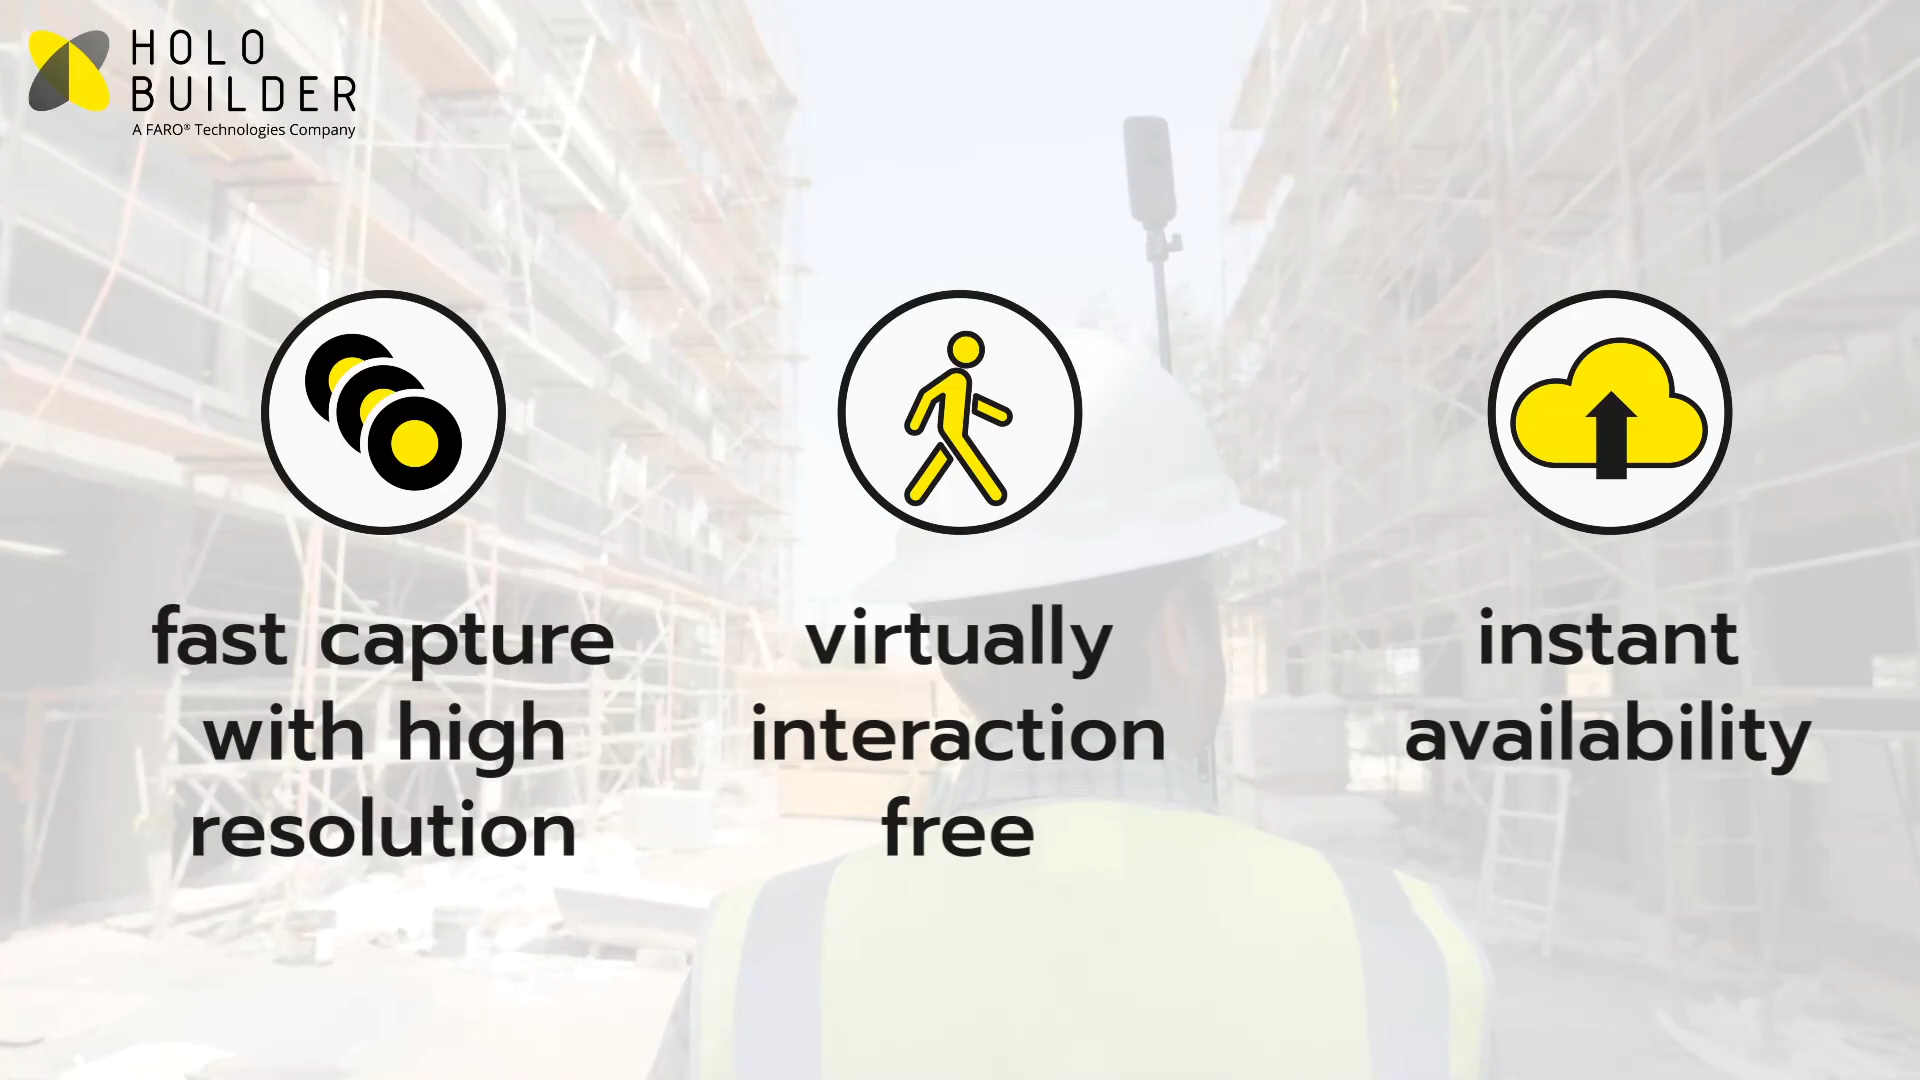 HOLO
BUILDER
A FARO® Technologies Company
fast capture
with high
resolution
virtually
interaction
free
instant
availability